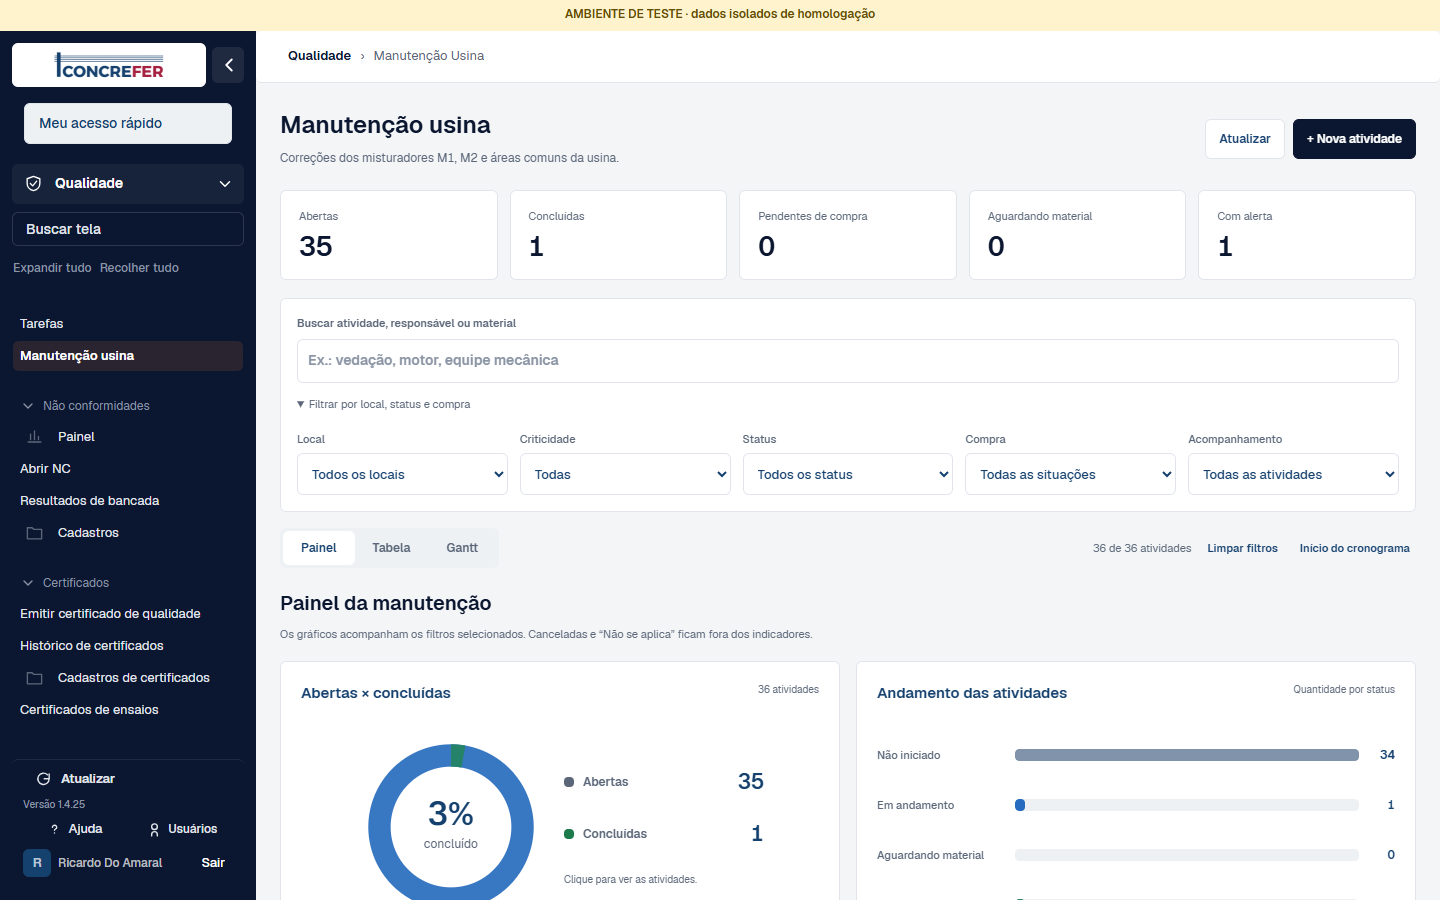 AMBIENTE DE TESTE · dados isolados de homologação
CONCREFER
Meu acesso rápido
Qualidade
Buscar tela
Expandir tudo Recolher tudo
Tarefas
Manutenção usina
Não conformidades
Painel
Abrir NC
Resultados de bancada
Cadastros
Certificados
Emitir certificado de qualidade
Histórico de certificados
Cadastros de certificados
Certificados de ensaios
Atualizar
Versão 1.4.25
? Ajuda Usuários
R Ricardo Do Amaral Sair
Qualidade › Manutenção Usina
Manutenção usina
Correções dos misturadores M1, M2 e áreas comuns da usina.
Atualizar + Nova atividade
Abertas
35
Concluídas
1
Pendentes de compra
0
Aguardando material
0
Com alerta
1
Buscar atividade, responsável ou material
Ex.: vedação, motor, equipe mecânica
▼ Filtrar por local, status e compra
Local
Todos os locais
Criticidade
Todas
Status
Todos os status
Compra
Todas as situações
Acompanhamento
Todas as atividades
Painel Tabela Gantt
36 de 36 atividades Limpar filtros Início do cronograma
Painel da manutenção
Os gráficos acompanham os filtros selecionados. Canceladas e “Não se aplica” ficam fora dos indicadores.
Abertas × concluídas
36 atividades
3%
concluído
Abertas 35
Concluídas 1
Clique para ver as atividades.
Andamento das atividades
Quantidade por status
Não iniciado 34
Em andamento 1
Aguardando material 0